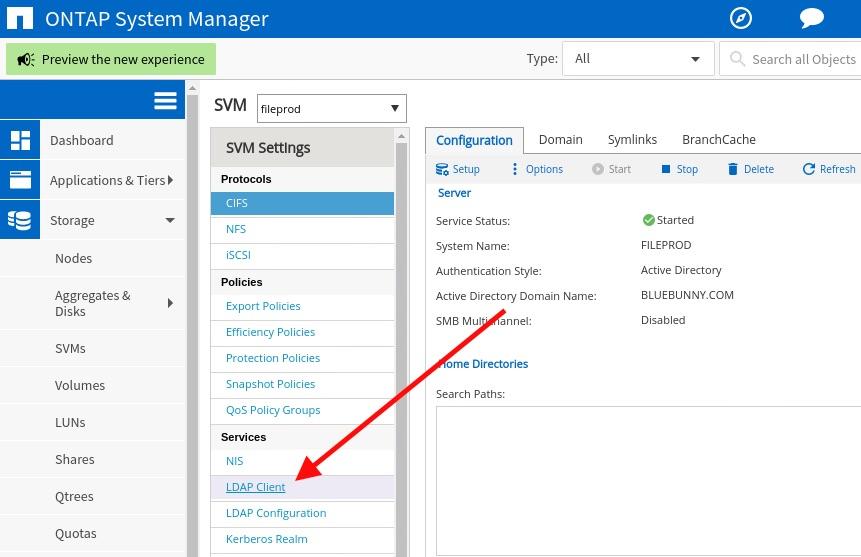 ONTAP System Manager
Preview the new experience
Type:
All
Search all Objects
Dashboard
Applications & Tiers
Storage
Nodes
Aggregates &
Disks
SVMs
Volumes
LUNs
Shares
Qtrees
Quotas
SVM
fileprod
SVM Settings
Protocols
CIFS
NFS
iSCSI
Policies
Export Policies
Efficiency Policies
Protection Policies
Snapshot Policies
QoS Policy Groups
Services
NIS
LDAP Client
LDAP Configuration
Kerberos Realm
Configuration
Domain
Symlinks
BranchCache
Setup
Options
Start
Stop
Delete
Refresh
Server
Service Status:
Started
System Name:
FILEPROD
Authentication Style:
Active Directory
Active Directory Domain Name:
BLUEBUNNY.COM
SMB Multichannel:
Disabled
Home Directories
Search Paths: